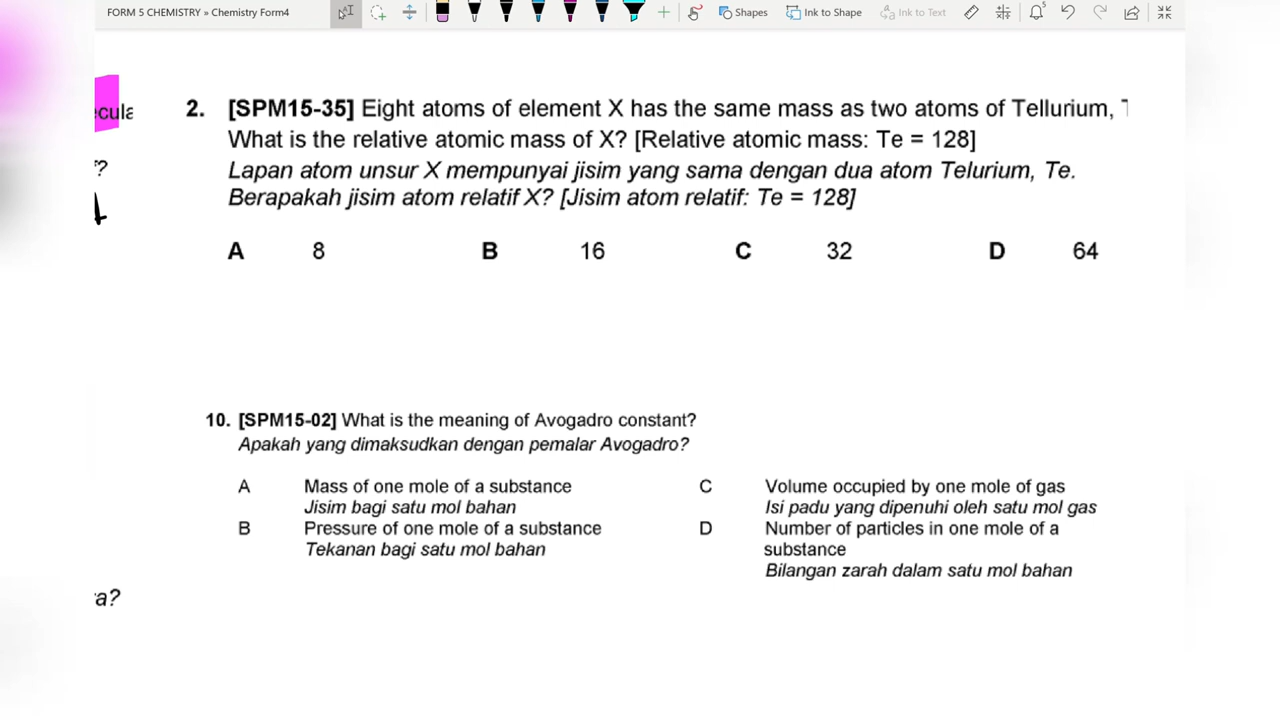 FORM 5 CHEMISTRY » Chemistry Form4
Shapes
Ink to Shape
Ink to Text
5
cula
2. [SPM15-35] Eight atoms of element X has the same mass as two atoms of Tellurium,
What is the relative atomic mass of X? [Relative atomic mass: Te = 128]
?
Lapan atom unsur X mempunyai jisim yang sama dengan dua atom Telurium, Te.
Berapakah jisim atom relatif X? [Jisim atom relatif: Te = 128]
A 8 B 16 C 32 D 64
10. [SPM15-02] What is the meaning of Avogadro constant?
Apakah yang dimaksudkan dengan pemalar Avogadro?
A Mass of one mole of a substance
Jisim bagi satu mol bahan
B Pressure of one mole of a substance
Tekanan bagi satu mol bahan
C Volume occupied by one mole of gas
Isi padu yang dipenuhi oleh satu mol gas
D Number of particles in one mole of a
substance
Bilangan zarah dalam satu mol bahan
a?